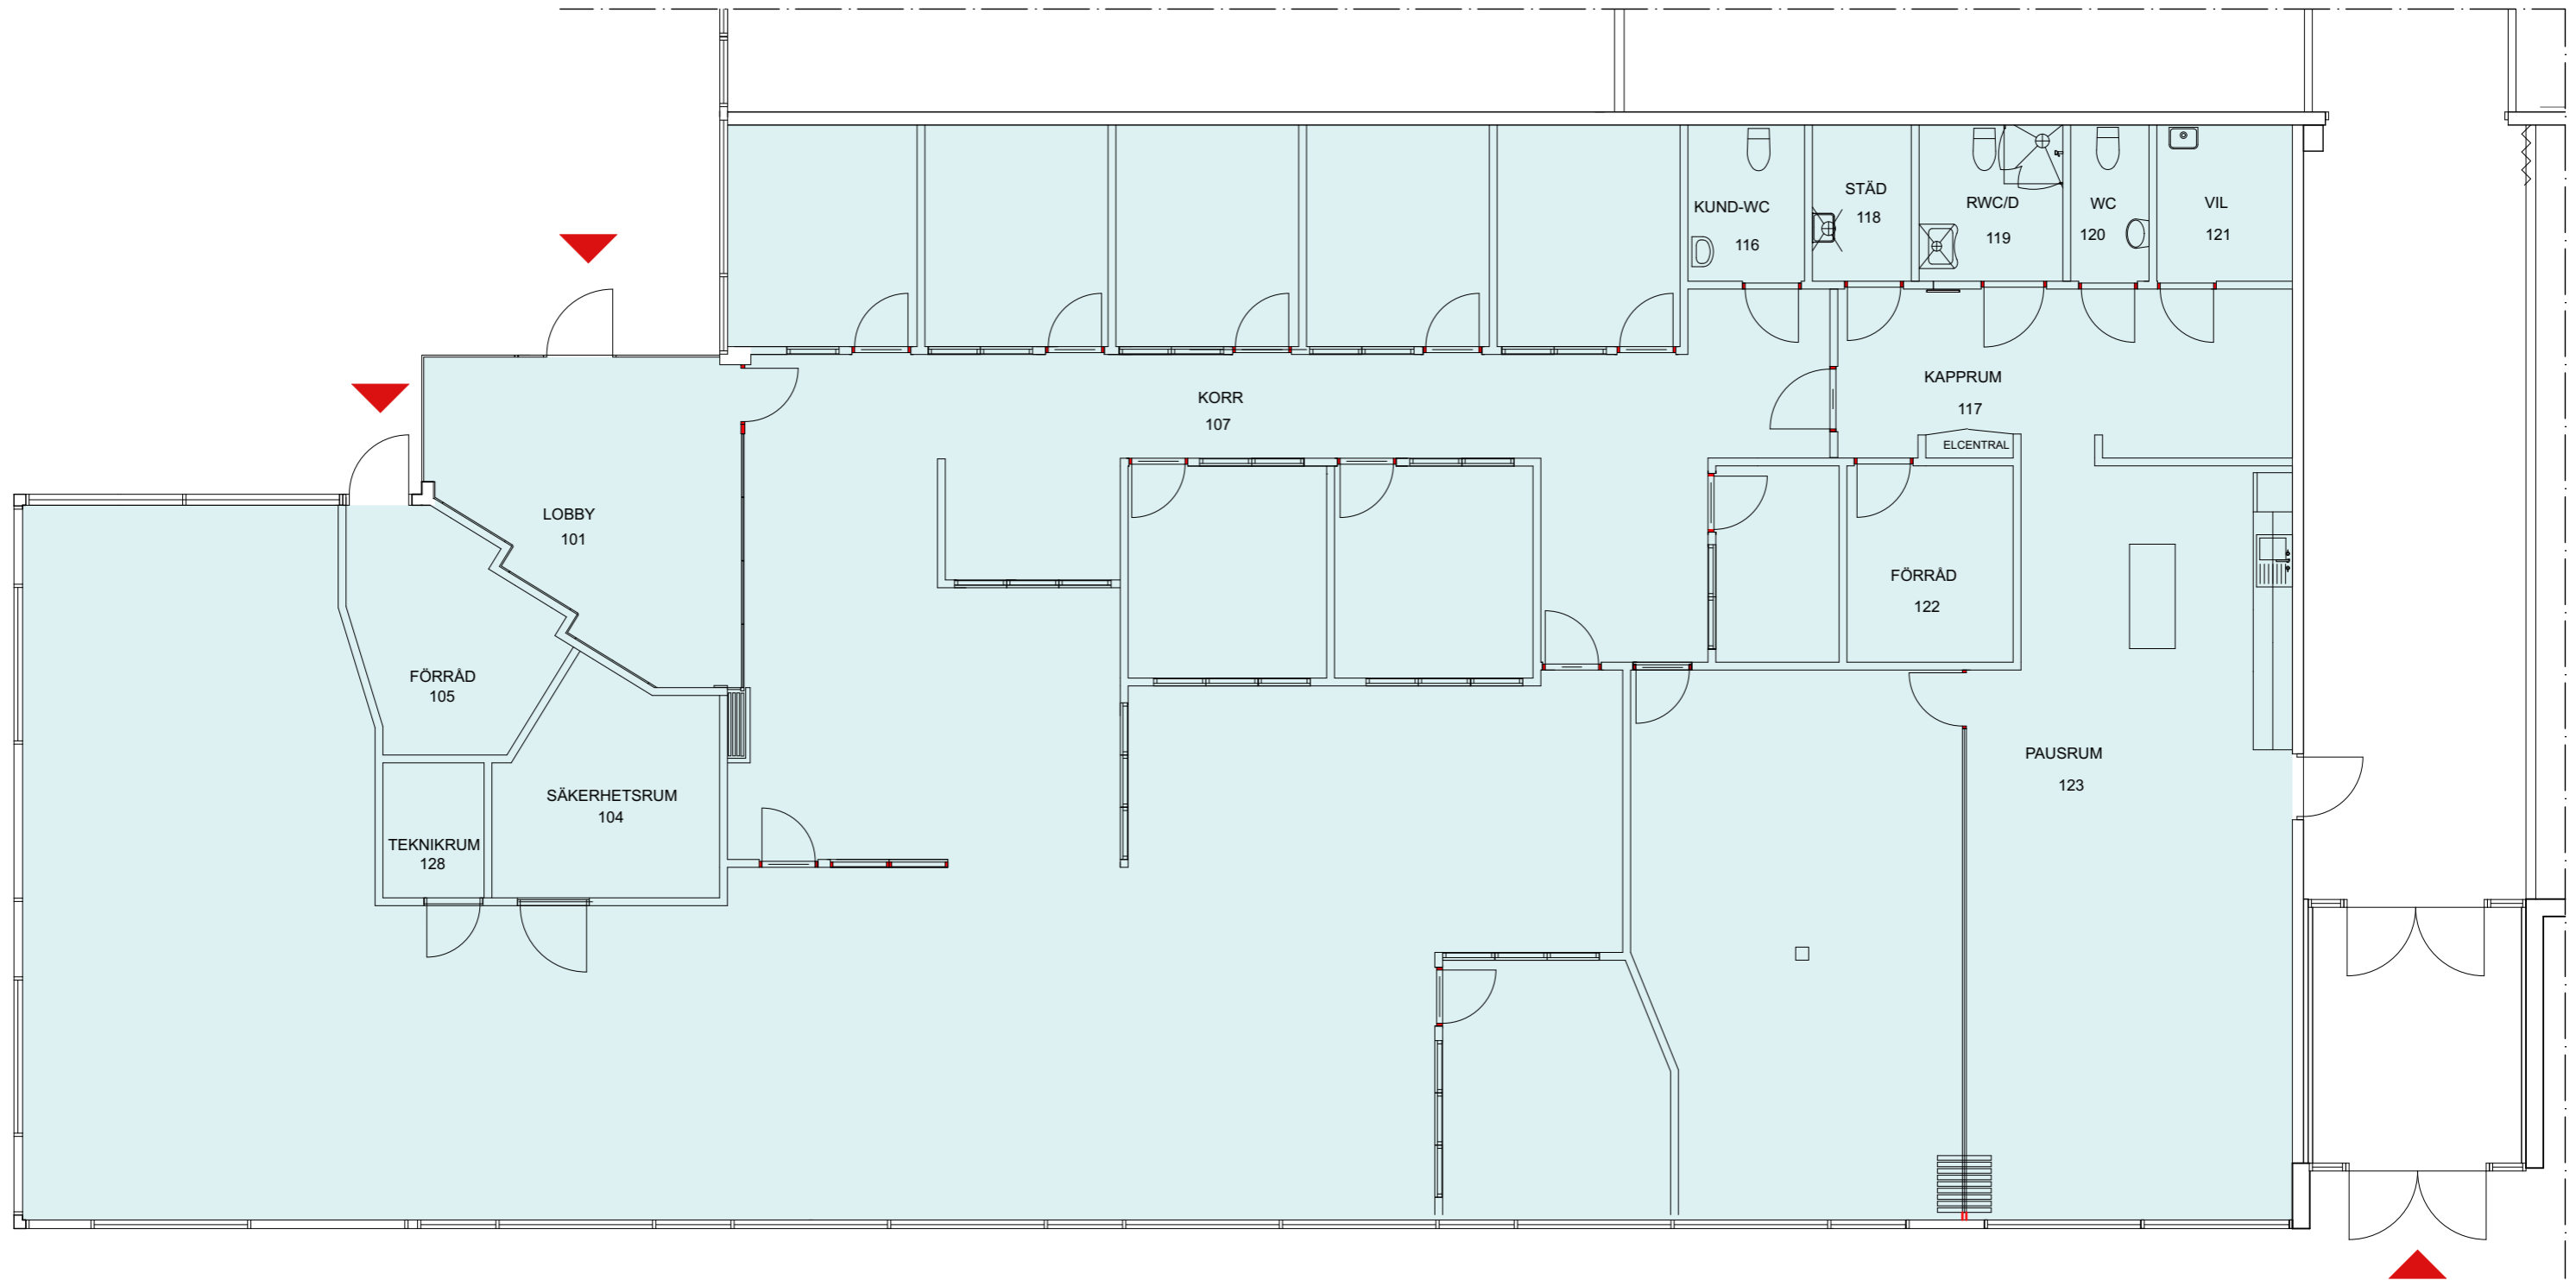 KUND-WC
116
STÄD
118
RWC/D
119
WC
120
VIL
121
KORR
107
KAPPRUM
117
ELCENTRAL
LOBBY
101
FÖRRÅD
122
FÖRRÅD
105
PAUSRUM
123
SÄKERHETSRUM
104
TEKNIKRUM
128